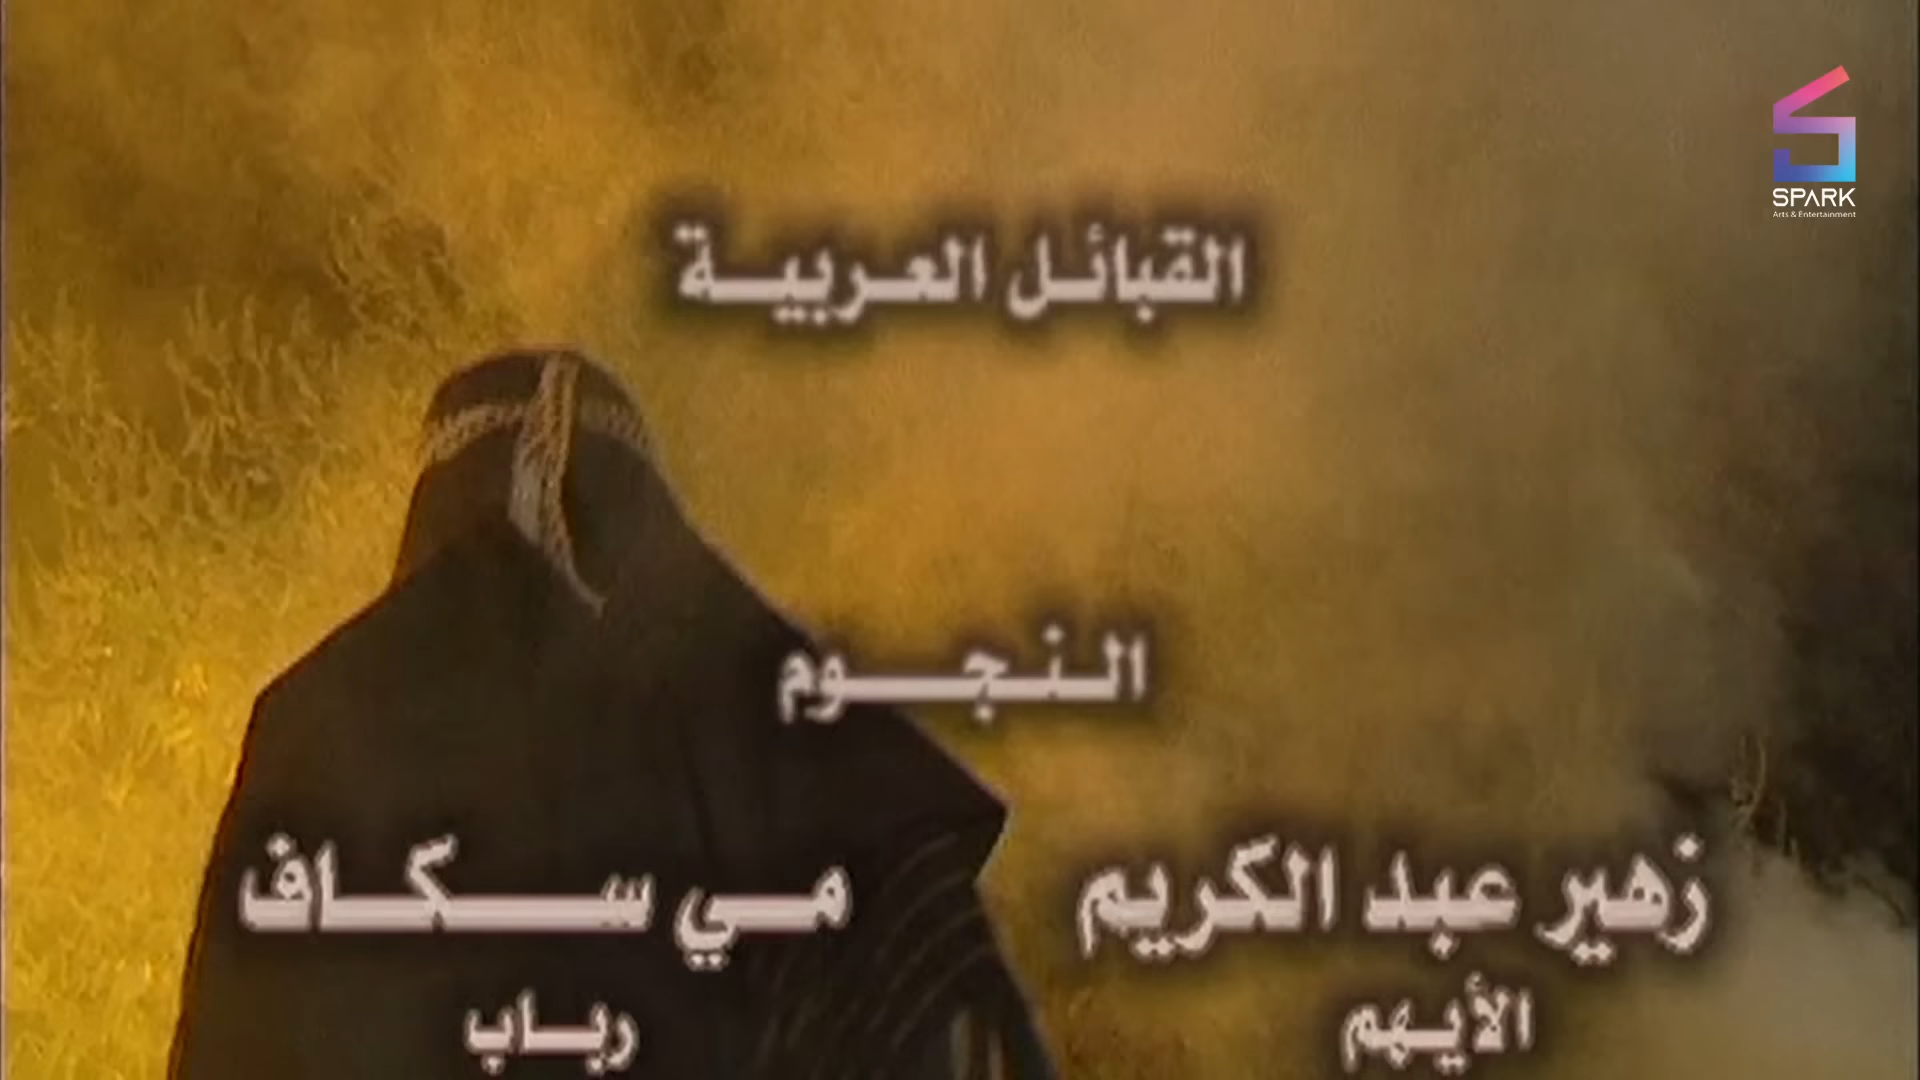 SPARK
Arts & Entertainment
القبائل العربية
النجوم
زهير عبد الكريم
مي سكاف
الأيهم
رباب